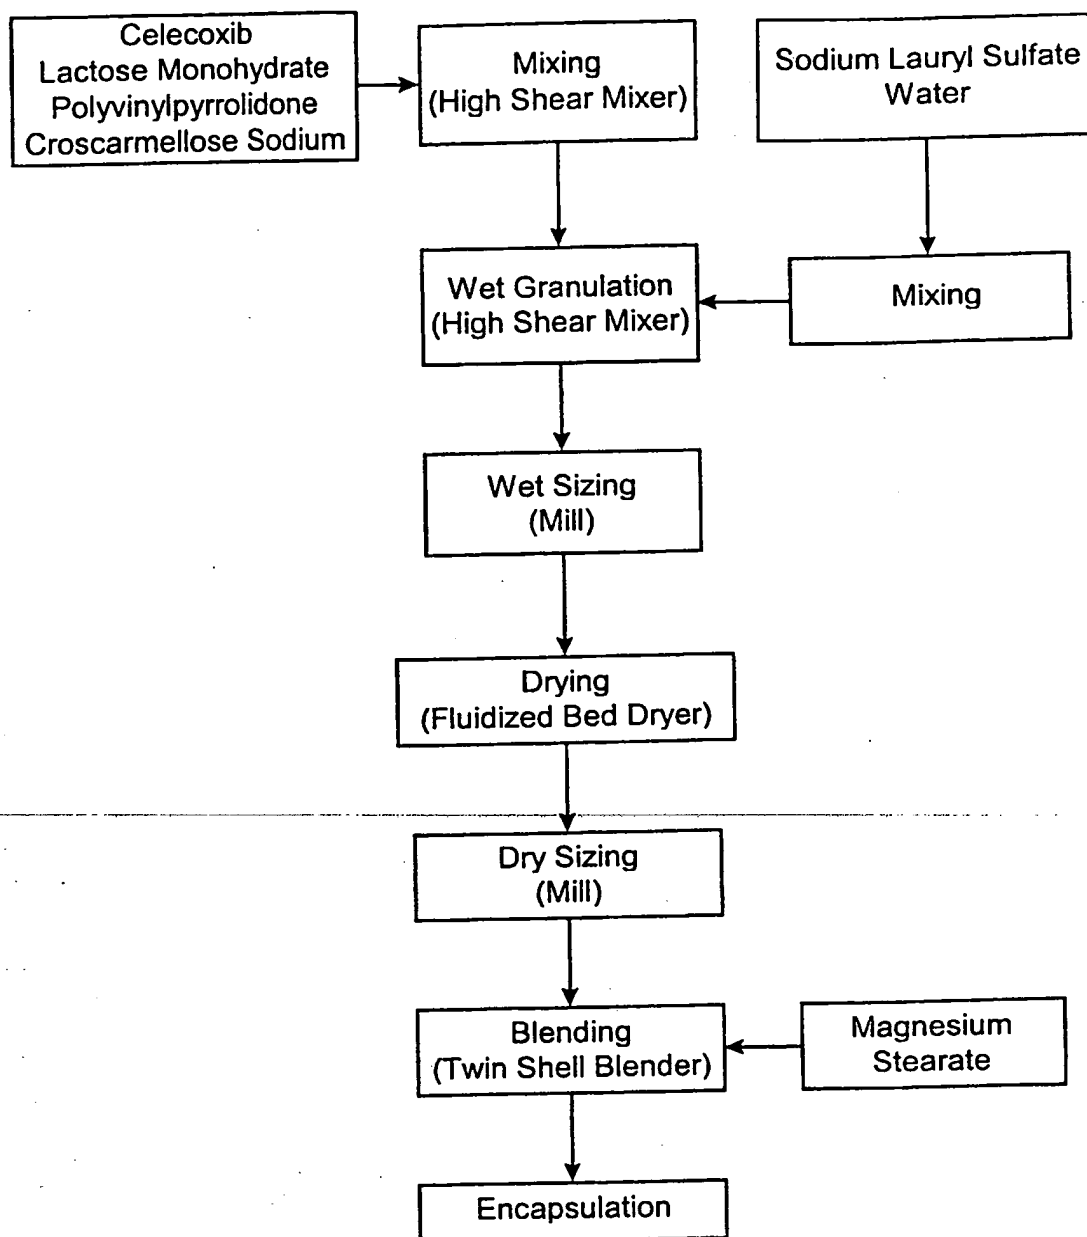 Celecoxib
Lactose Monohydrate
Polyvinylpyrrolidone
Croscarmellose Sodium
Mixing
(High Shear Mixer)
Sodium Lauryl Sulfate
Water
Wet Granulation
(High Shear Mixer)
Mixing
Wet Sizing
(Mill)
Drying
(Fluidized Bed Dryer)
Dry Sizing
(Mill)
Blending
(Twin Shell Blender)
Magnesium
Stearate
Encapsulation